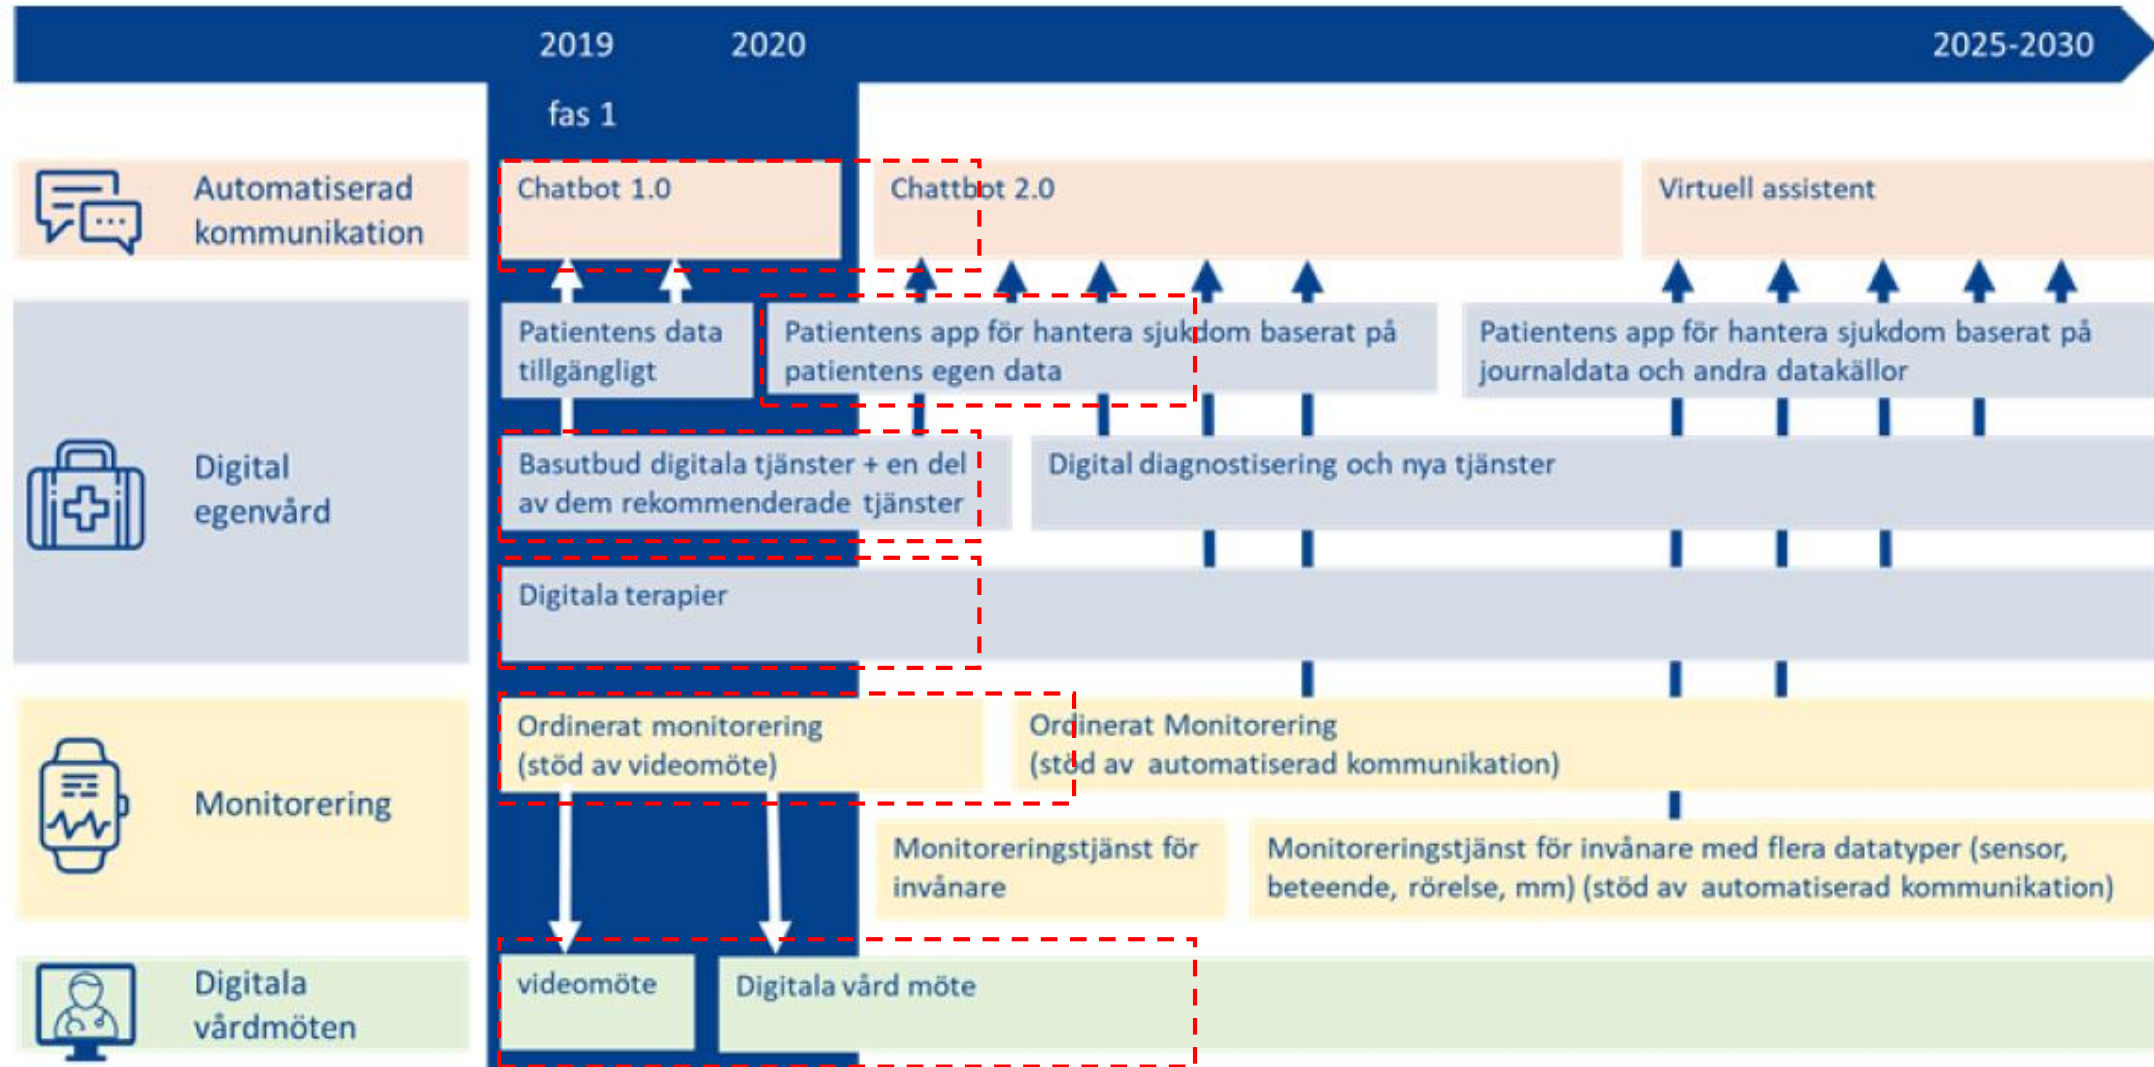 2019 2020 2025-2030
fas 1
Automatiserad
kommunikation
Chatbot 1.0
Chattbot 2.0
Virtuell assistent
Digital
egenvård
Patientens data
tillgängligt
Patientens app för hantera sjukdom baserat på
patientens egen data
Patientens app för hantera sjukdom baserat på
journaldata och andra datakällor
Basutbud digitala tjänster + en del
av dem rekommenderade tjänster
Digital diagnostisering och nya tjänster
Digitala terapier
Monitorering
Ordinerat monitorering
(stöd av videomöte)
Ordinerat Monitorering
(stöd av automatiserad kommunikation)
Monitoreringstjänst för
invånare
Monitoreringstjänst för invånare med flera datatyper (sensor,
beteende, rörelse, mm) (stöd av automatiserad kommunikation)
Digitala
vårdmöten
videomöte
Digitala vård möte